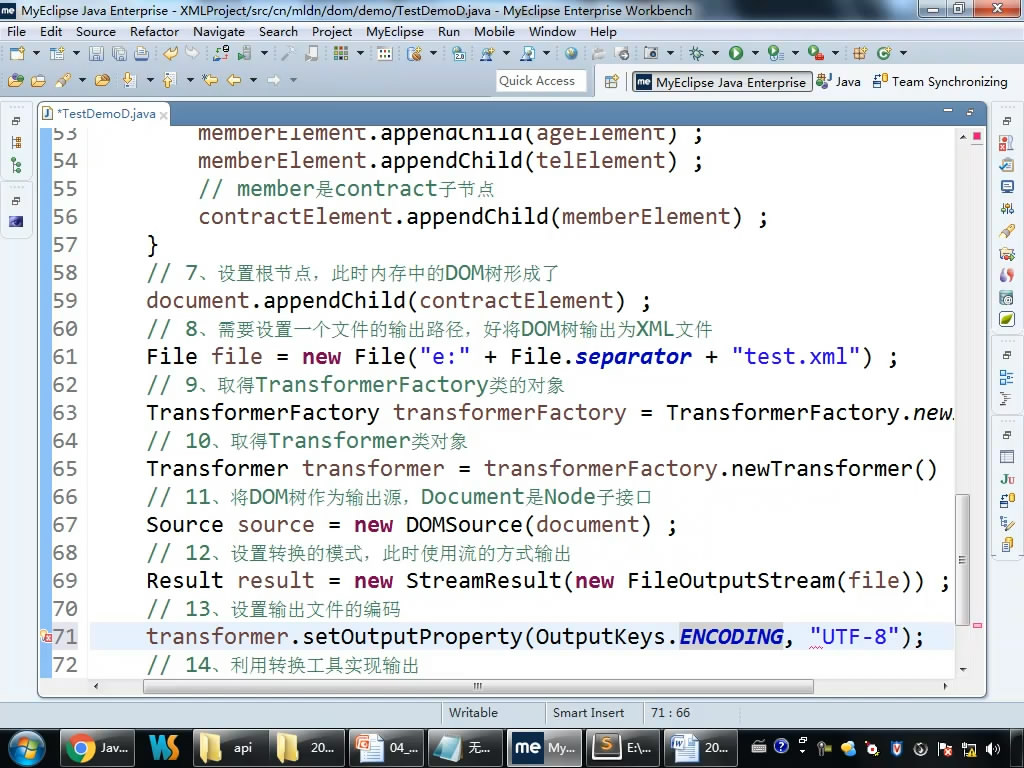 MyEclipse Java Enterprise - XMLProject/src/cn/mldn/dom/demo/TestDemoD.java - MyEclipse Enterprise Workbench
File Edit Source Refactor Navigate Search Project MyEclipse Run Mobile Window Help
Quick Access MyEclipse Java Enterprise Java Team Synchronizing
*TestDemoD.java
53 memberElement.appendChild(ageElement) ;
54 memberElement.appendChild(telElement) ;
55 // member是contract子节点
56 contractElement.appendChild(memberElement) ;
57 }
58 // 7、设置根节点，此时内存中的DOM树形成了
59 document.appendChild(contractElement) ;
60 // 8、需要设置一个文件的输出路径，好将DOM树输出为XML文件
61 File file = new File("e:" + File.separator + "test.xml") ;
62 // 9、取得TransformerFactory类的对象
63 TransformerFactory transformerFactory = TransformerFactory.new
64 // 10、取得Transformer类对象
65 Transformer transformer = transformerFactory.newTransformer()
66 // 11、将DOM树作为输出源，Document是Node子接口
67 Source source = new DOMSource(document) ;
68 // 12、设置转换的模式，此时使用流的方式输出
69 Result result = new StreamResult(new FileOutputStream(file)) ;
70 // 13、设置输出文件的编码
71 transformer.setOutputProperty(OutputKeys.ENCODING, "UTF-8");
72 // 14、利用转换工具实现输出
Writable Smart Insert 71 : 66
Jav... WS api 20... 04_... 无... me My... E:\... 20...